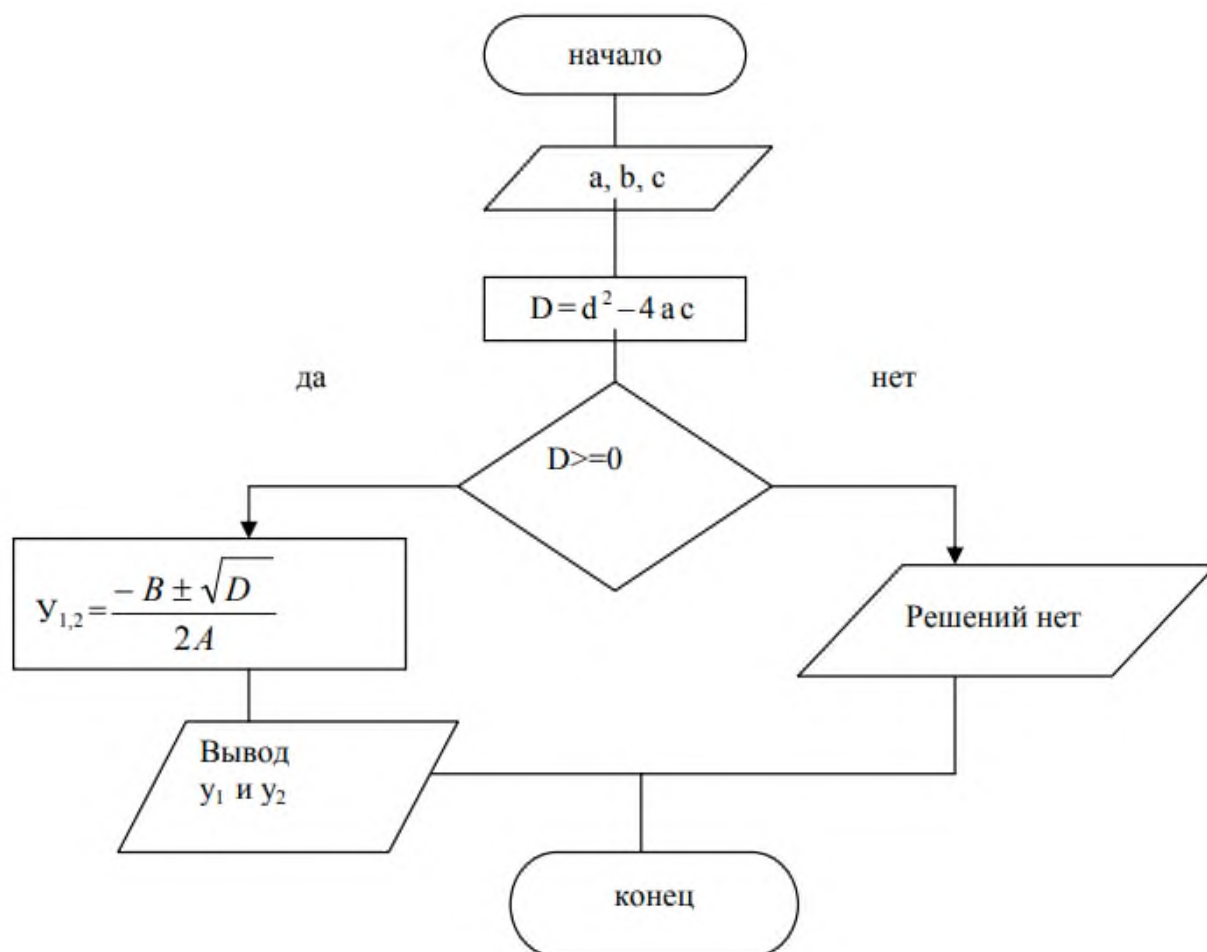 начало
a, b, c
D = d² – 4 a c
да
нет
D>=0
У₁,₂ = (– B ± √D) / 2A
Решений нет
Вывод
y₁ и y₂
конец